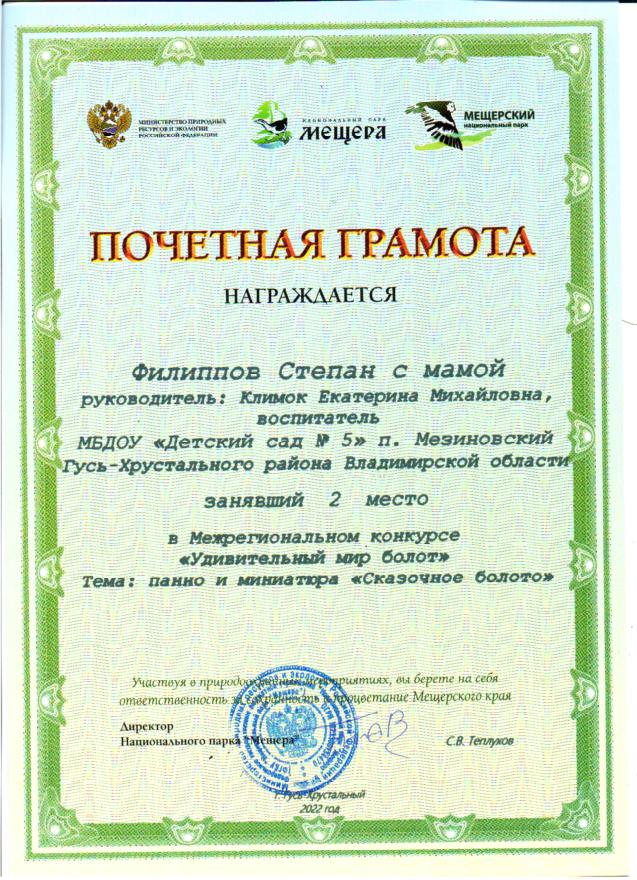 МИНИСТЕРСТВО ПРИРОДНЫХ
РЕСУРСОВ И ЭКОЛОГИИ
РОССИЙСКОЙ ФЕДЕРАЦИИ
НАЦИОНАЛЬНЫЙ ПАРК
МЕЩЕРА
МЕЩЕРСКИЙ
национальный парк
ПОЧЕТНАЯ ГРАМОТА
НАГРАЖДАЕТСЯ
Филиппов Степан с мамой
руководитель: Климок Екатерина Михайловна,
воспитатель
МБДОУ «Детский сад № 5» п. Мезиновский
Гусь-Хрустального района Владимирской области
занявший 2 место
в Межрегиональном конкурсе
«Удивительный мир болот»
Тема: панно и миниатюра «Сказочное болото»
Участвуя в природоохранных мероприятиях, вы берете на себя
ответственность за сохранность и процветание Мещерского края
Директор
Национального парка "Мещера"
С.В. Теплухов
г. Гусь-Хрустальный
2022 год